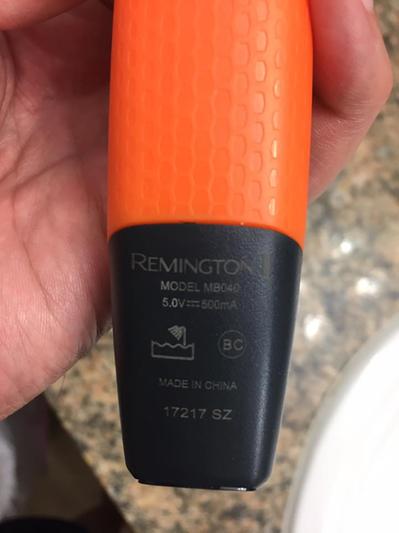 REMINGTON
MODEL MB040
5.0V⎓500mA
BC
MADE IN CHINA
17217 SZ